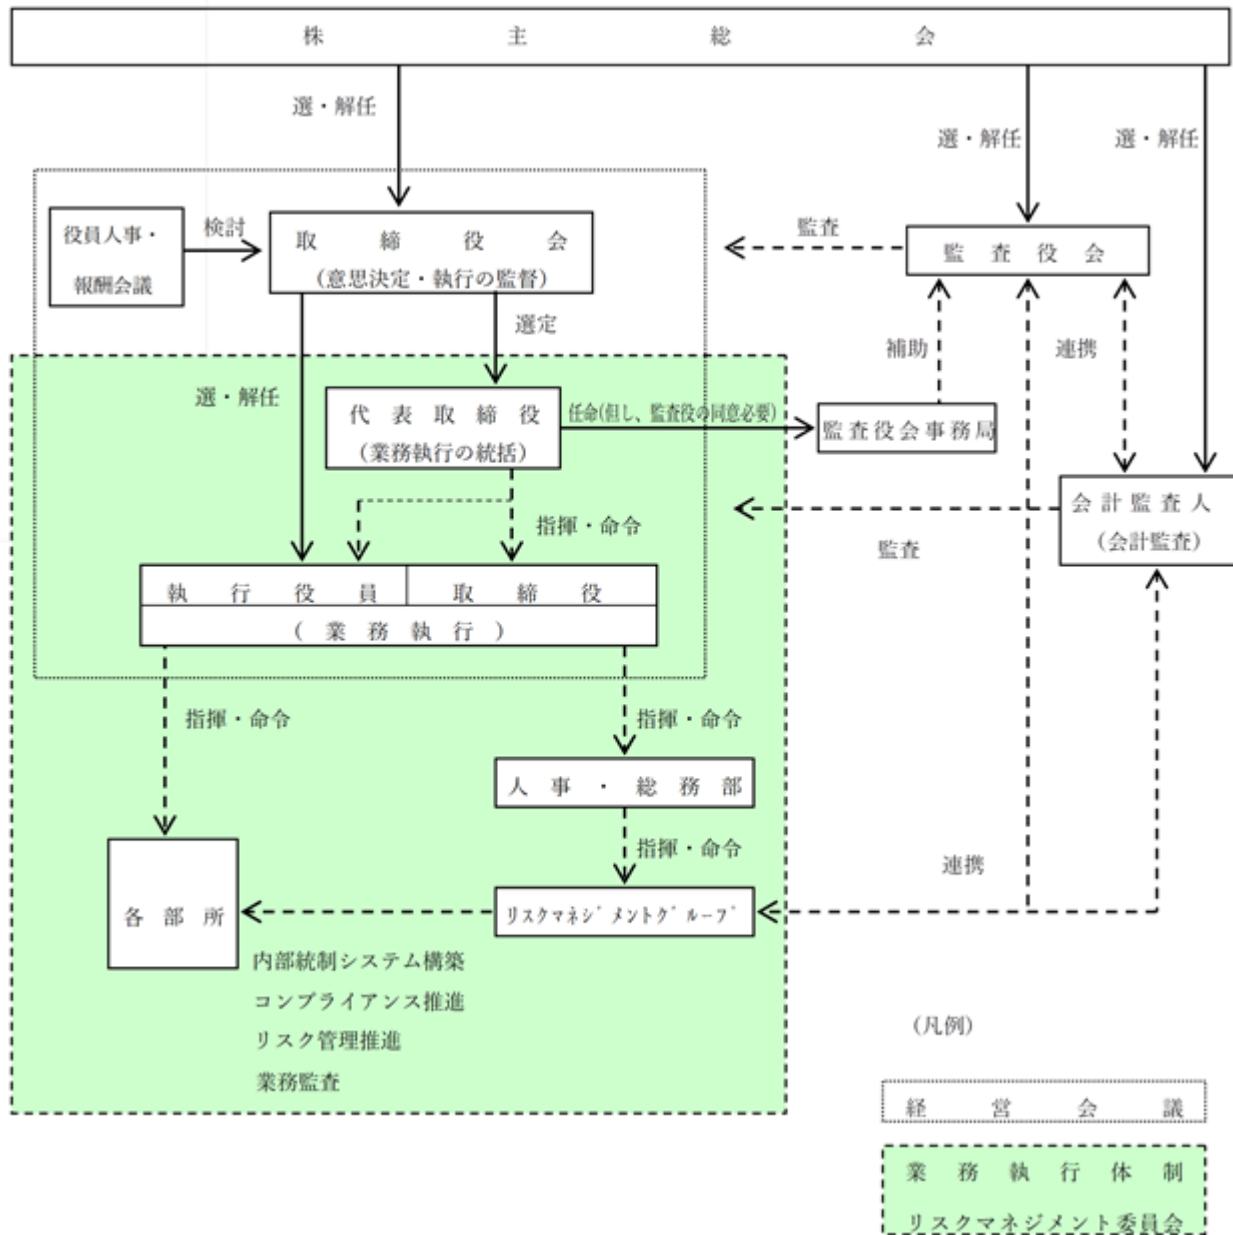 株主総会
選・解任
選・解任
選・解任
役員人事・
報酬会議
検討
取締役会
(意思決定・執行の監督)
監査
監査役会
選定
補助
連携
選・解任
代表取締役
(業務執行の統括)
任命(但し、監査役の同意必要)
監査役会事務局
指揮・命令
監査
会計監査人
(会計監査)
執行役員
取締役
(業務執行)
指揮・命令
指揮・命令
人事・総務部
指揮・命令
連携
各部所
リスクマネジメントグループ
内部統制システム構築
コンプライアンス推進
リスク管理推進
業務監査
(凡例)
経営会議
業務執行体制
リスクマネジメント委員会